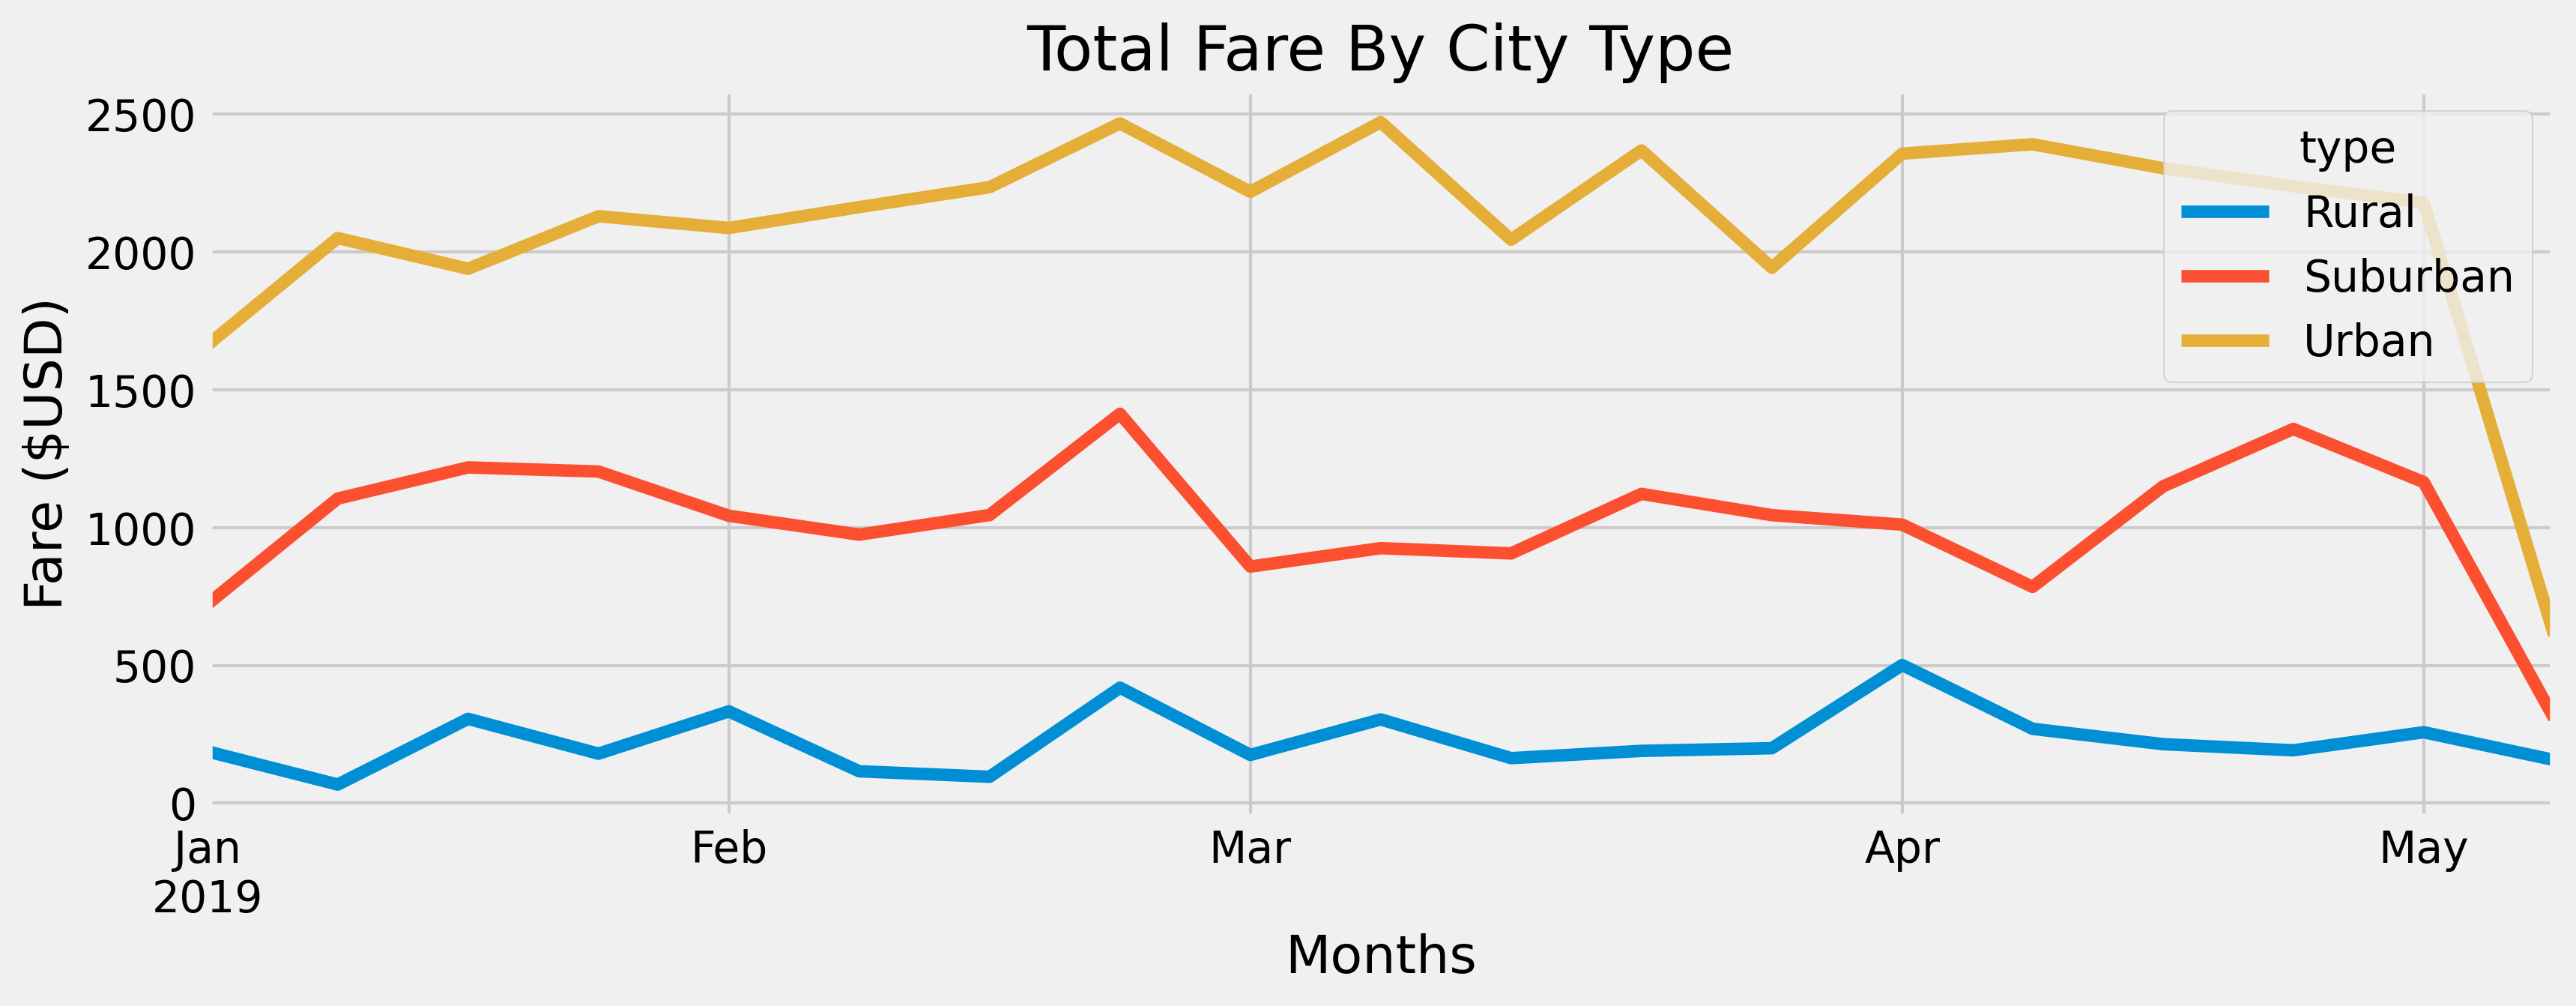 Total Fare By City Type
Fare ($USD)
2500
2000
1500
1000
500
0
type
Rural
Suburban
Urban
Jan Feb Mar Apr May
2019
Months